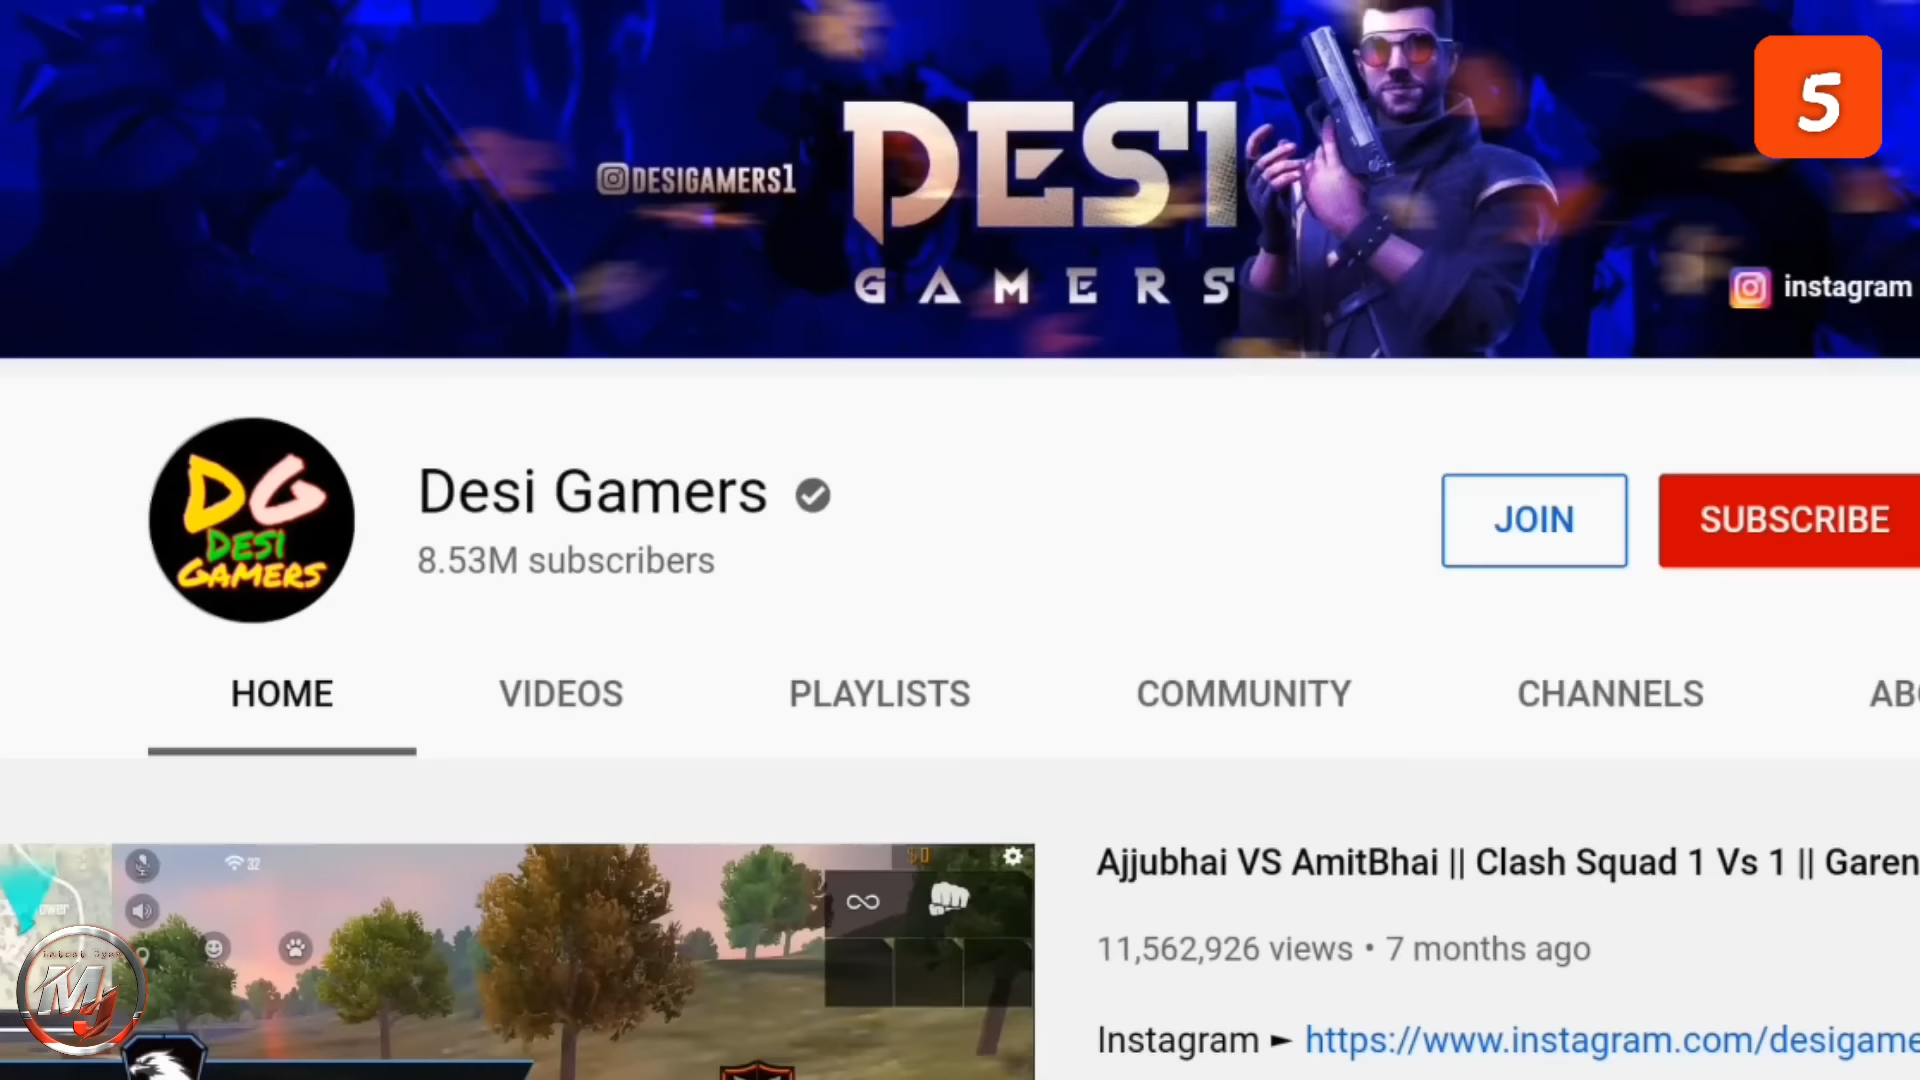 5
DESIGAMERS1
DESI
GAMERS
instagram
DG
DESI
GAMERS
Desi Gamers
8.53M subscribers
JOIN
SUBSCRIBE
HOME
VIDEOS
PLAYLISTS
COMMUNITY
CHANNELS
AB
32
Ajjubhai VS AmitBhai || Clash Squad 1 Vs 1 || Garen
11,562,926 views • 7 months ago
Instagram ► https://www.instagram.com/desigame
MJ